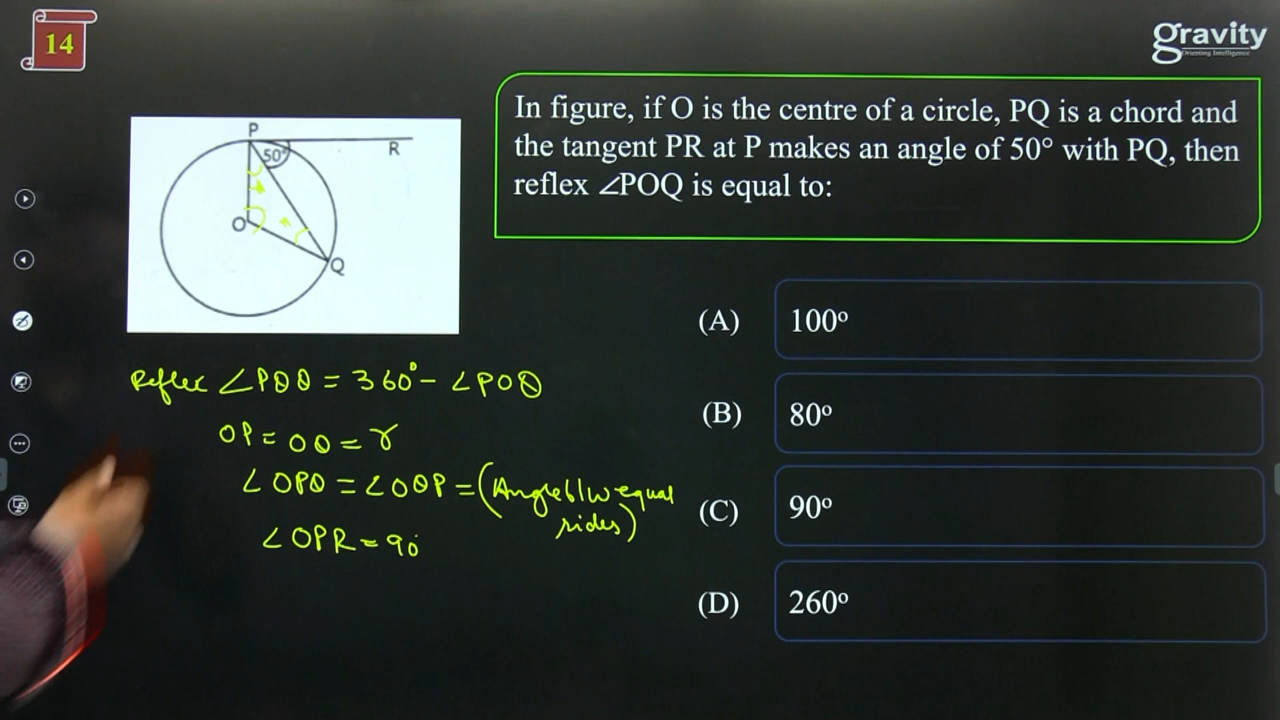 14
gravity
Orienting Intelligence
In figure, if O is the centre of a circle, PQ is a chord and
the tangent PR at P makes an angle of 50° with PQ, then
reflex ∠POQ is equal to:
P
50°
R
O
Q
(A) 100°
(B) 80°
(C) 90°
(D) 260°
Reflex ∠POQ = 360° - ∠POQ
OP = OQ = r
∠OPQ = ∠OQP = (Angle b/w equal
sides)
∠OPR = 90°